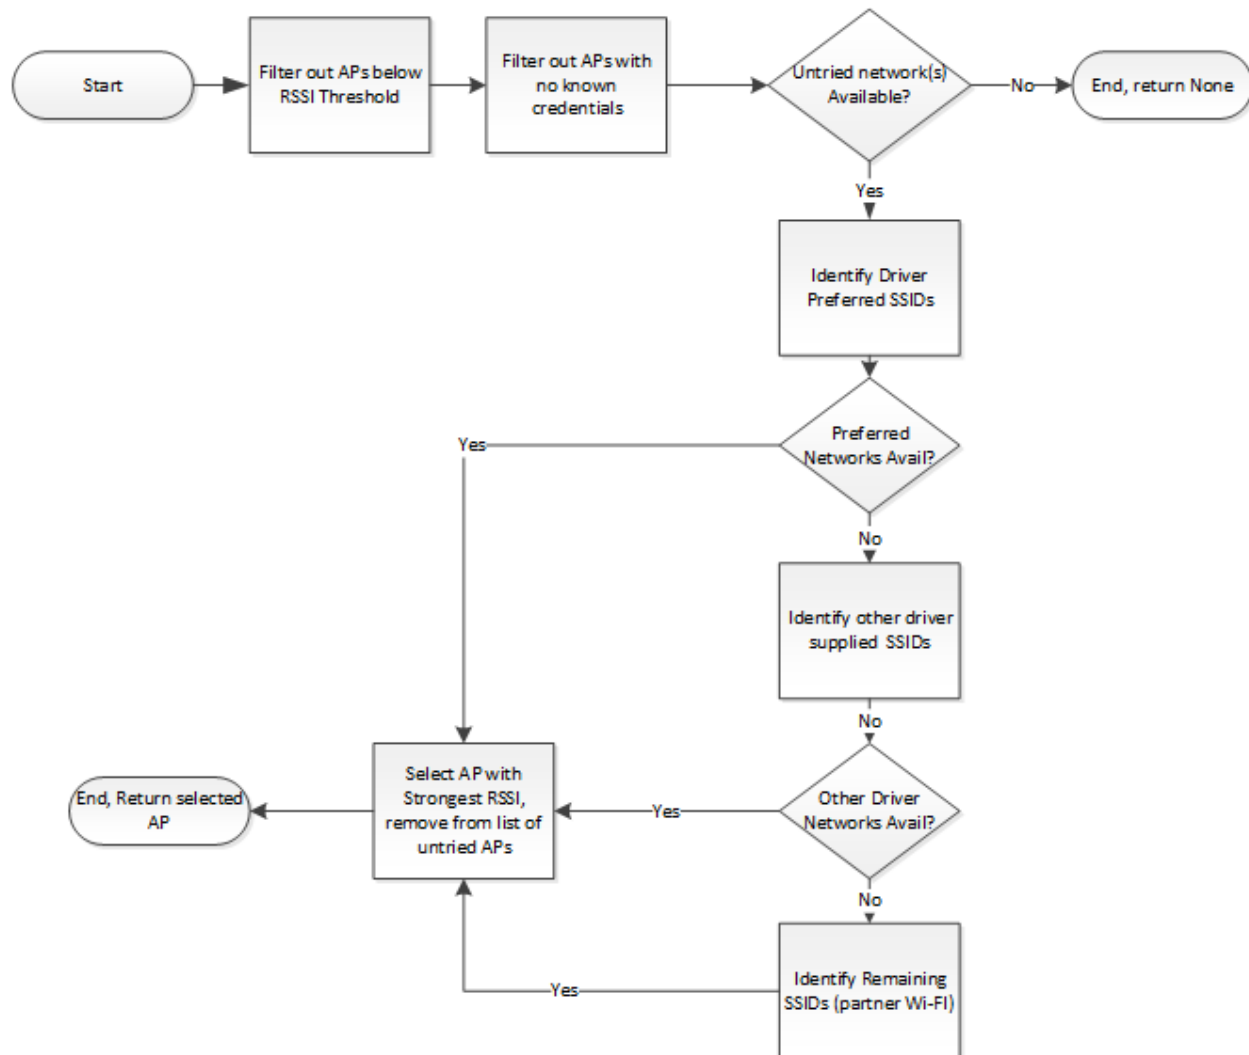 Start
Filter out APs below
RSSI Threshold
Filter out APs with
no known
credentials
Untried network(s)
Available?
No
End, return None
Yes
Identify Driver
Preferred SSIDs
Preferred
Networks Avail?
Yes
No
Identify other driver
supplied SSIDs
No
Other Driver
Networks Avail?
Yes
Select AP with
Strongest RSSI,
remove from list of
untried APs
End, Return selected
AP
No
Identify Remaining
SSIDs (partner Wi-FI)
Yes